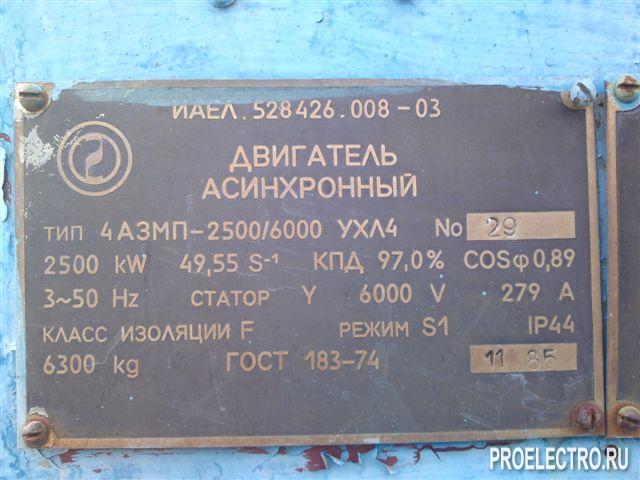 ИАЕЛ.528426.008-03
ДВИГАТЕЛЬ
АСИНХРОННЫЙ
ТИП 4АЗМП-2500/6000 УХЛ4 No 29
2500 kW 49,55 S⁻¹ КПД 97,0% COSφ0,89
3~50 Hz СТАТОР Y 6000 V 279 A
КЛАСС ИЗОЛЯЦИИ F РЕЖИМ S1 IP44
6300 kg ГОСТ 183-74 11 85
PROELECTRO.RU